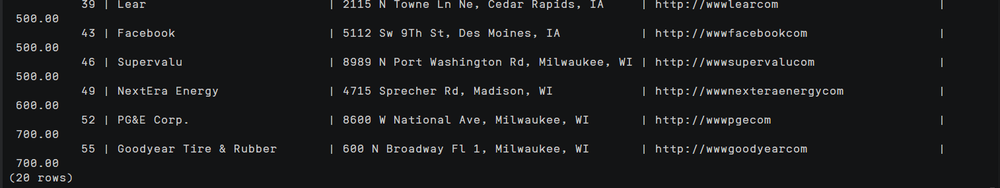 39 | Lear | 2115 N Towne Ln Ne, Cedar Rapids, IA | http://wwwlearcom |
500.00
43 | Facebook | 5112 Sw 9Th St, Des Moines, IA | http://wwwfacebookcom |
500.00
46 | Supervalu | 8989 N Port Washington Rd, Milwaukee, WI | http://wwwsupervalucom |
500.00
49 | NextEra Energy | 4715 Sprecher Rd, Madison, WI | http://wwwnexteraenergycom |
600.00
52 | PG&E Corp. | 8600 W National Ave, Milwaukee, WI | http://wwwpgecom |
700.00
55 | Goodyear Tire & Rubber | 600 N Broadway Fl 1, Milwaukee, WI | http://wwwgoodyearcom |
700.00
(20 rows)